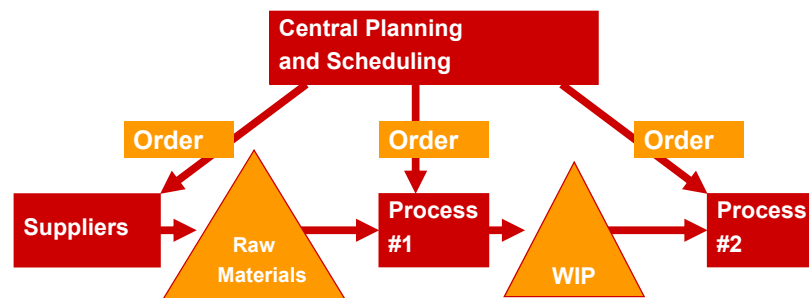 Central Planning
and Scheduling
Order
Order
Order
Suppliers
Raw
Materials
Process
#1
WIP
Process
#2